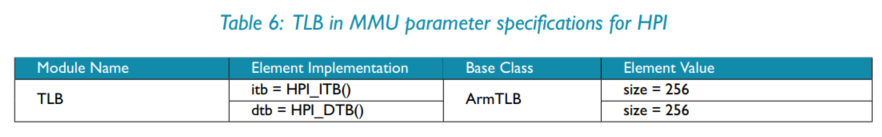 Table 6: TLB in MMU parameter specifications for HPI
Module Name Element Implementation Base Class Element Value
TLB itb = HPI_ITB() ArmTLB size = 256
dtb = HPI_DTB() size = 256